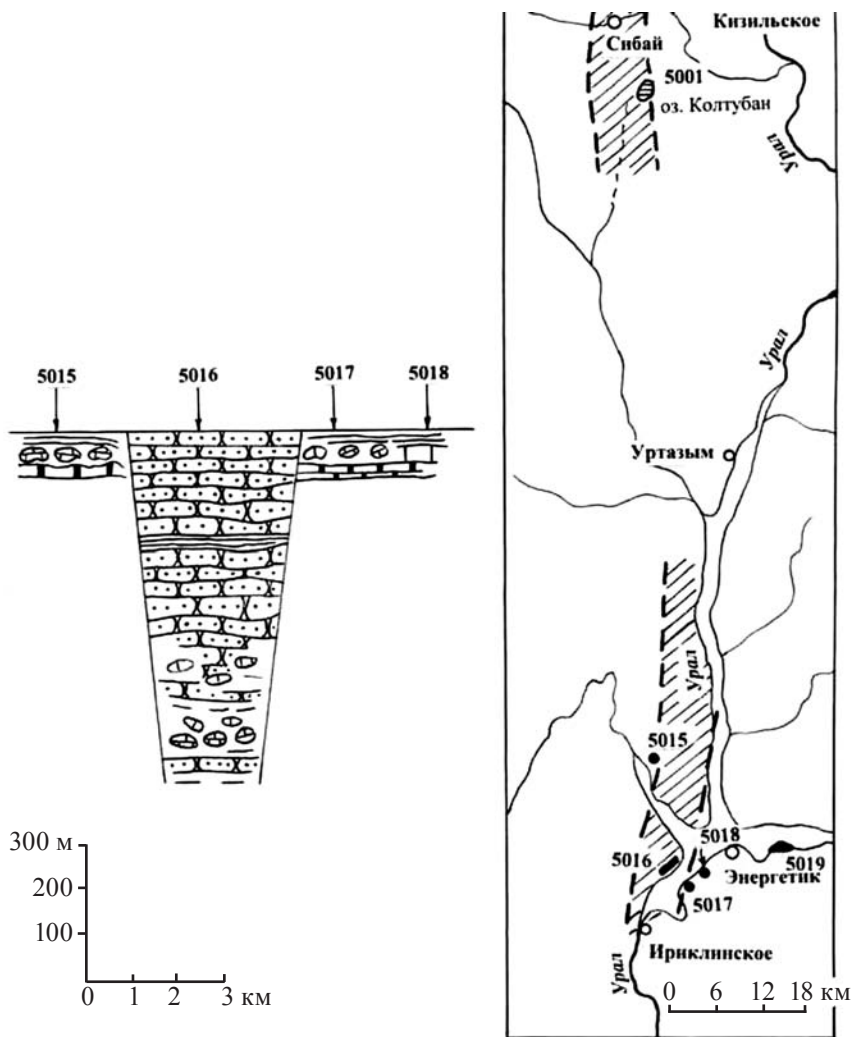 5015 5016 5017 5018
300 м
200
100
0 1 2 3 км
Кизильское
Сибай
5001
оз. Колтубан
Урал
Урал
Уртазым
Урал
5015
5018
5016
5019
Энергетик
5017
Ириклинское
Урал
0 6 12 18 км